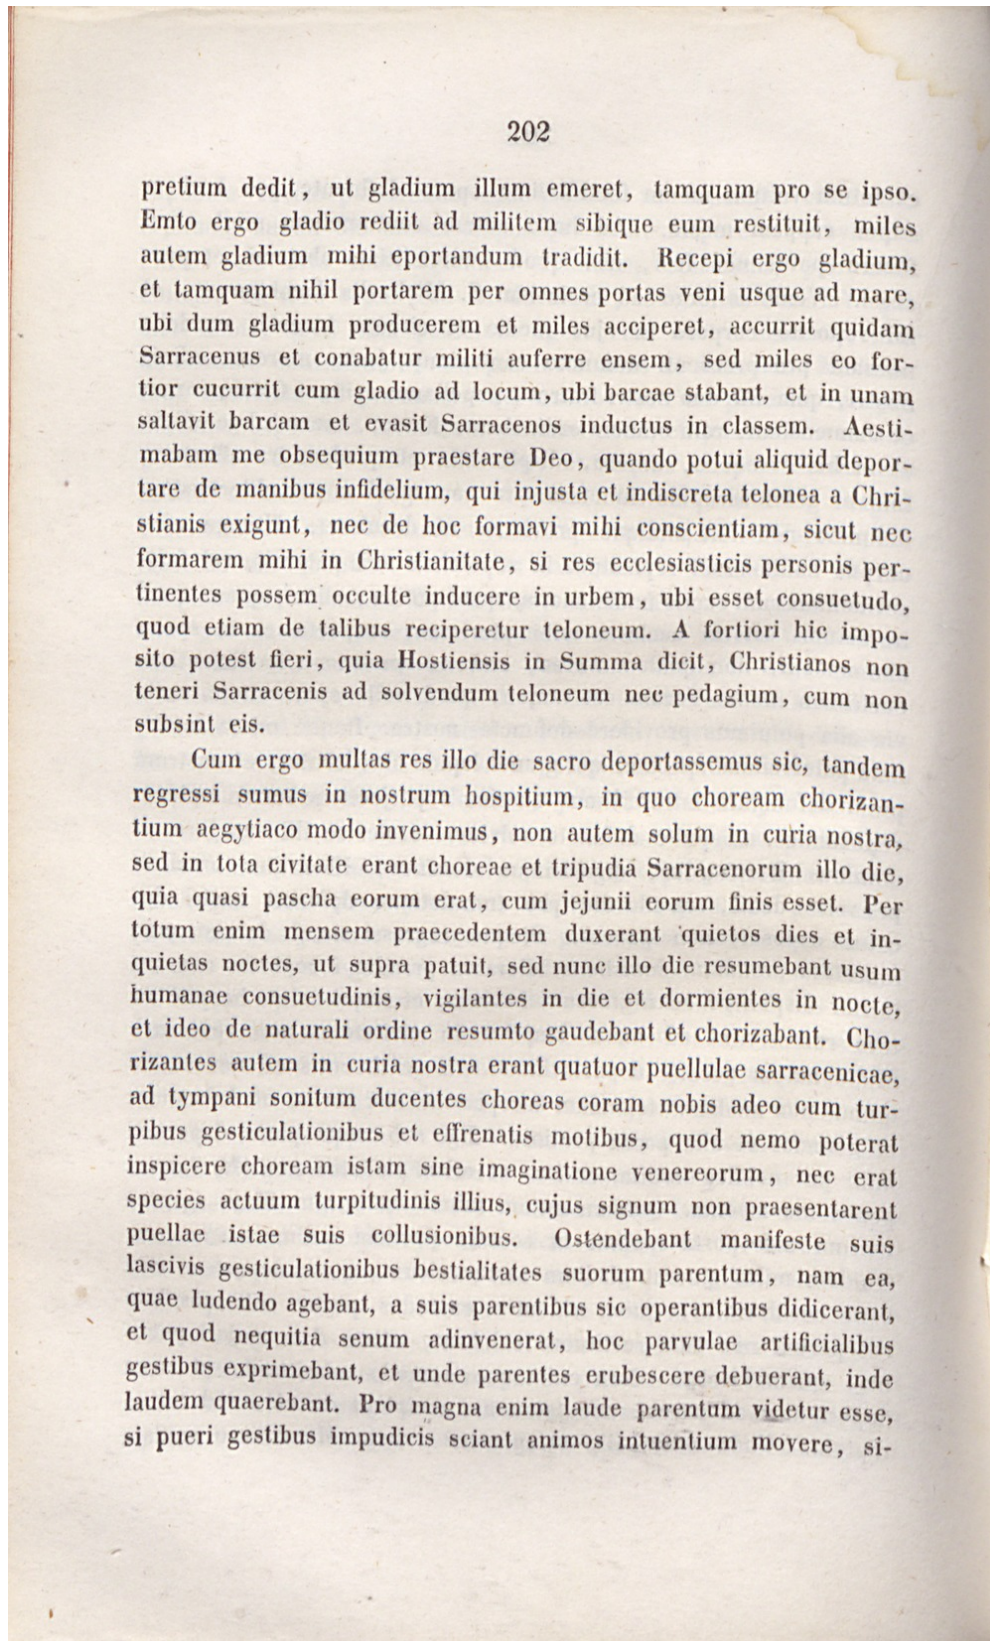 202
pretium dedit, ut gladium illum emeret, tamquam pro se ipso.
Emto ergo gladio rediit ad militem sibique eum restituit, miles
autem gladium mihi eportandum tradidit. Recepi ergo gladium,
et tamquam nihil portarem per omnes portas veni usque ad mare,
ubi dum gladium producerem et miles acciperet, accurrit quidam
Sarracenus et conabatur militi auferre ensem, sed miles eo for-
tior cucurrit cum gladio ad locum, ubi barcae stabant, et in unam
saltavit barcam et evasit Sarracenos inductus in classem. Aesti-
mabam me obsequium praestare Deo, quando potui aliquid depor-
tare de manibus infidelium, qui injusta et indiscreta telonea a Chri-
stianis exigunt, nec de hoc formavi mihi conscientiam, sicut nec
formarem mihi in Christianitate, si res ecclesiasticis personis per-
tinentes possem occulte inducere in urbem, ubi esset consuetudo,
quod etiam de talibus reciperetur teloneum. A fortiori hic impo-
sito potest fieri, quia Hostiensis in Summa dicit, Christianos non
teneri Sarracenis ad solvendum teloneum nec pedagium, cum non
subsint eis.
Cum ergo multas res illo die sacro deportassemus sic, tandem
regressi sumus in nostrum hospitium, in quo choream chorizan-
tium aegytiaco modo invenimus, non autem solum in curia nostra,
sed in tota civitate erant choreae et tripudia Sarracenorum illo die,
quia quasi pascha eorum erat, cum jejunii eorum finis esset. Per
totum enim mensem praecedentem duxerant quietos dies et in-
quietas noctes, ut supra patuit, sed nunc illo die resumebant usum
humanae consuetudinis, vigilantes in die et dormientes in nocte,
et ideo de naturali ordine resumto gaudebant et chorizabant. Cho-
rizantes autem in curia nostra erant quatuor puellulae sarracenicae,
ad tympani sonitum ducentes choreas coram nobis adeo cum tur-
pibus gesticulationibus et effrenatis motibus, quod nemo poterat
inspicere choream istam sine imaginatione venereorum, nec erat
species actuum turpitudinis illius, cujus signum non praesentarent
puellae istae suis collusionibus. Ostendebant manifeste suis
lascivis gesticulationibus bestialitates suorum parentum, nam ea,
quae ludendo agebant, a suis parentibus sic operantibus didicerant,
et quod nequitia senum adinvenerat, hoc parvulae artificialibus
gestibus exprimebant, et unde parentes erubescere debuerant, inde
laudem quaerebant. Pro magna enim laude parentum videtur esse,
si pueri gestibus impudicis sciant animos intuentium movere, si-